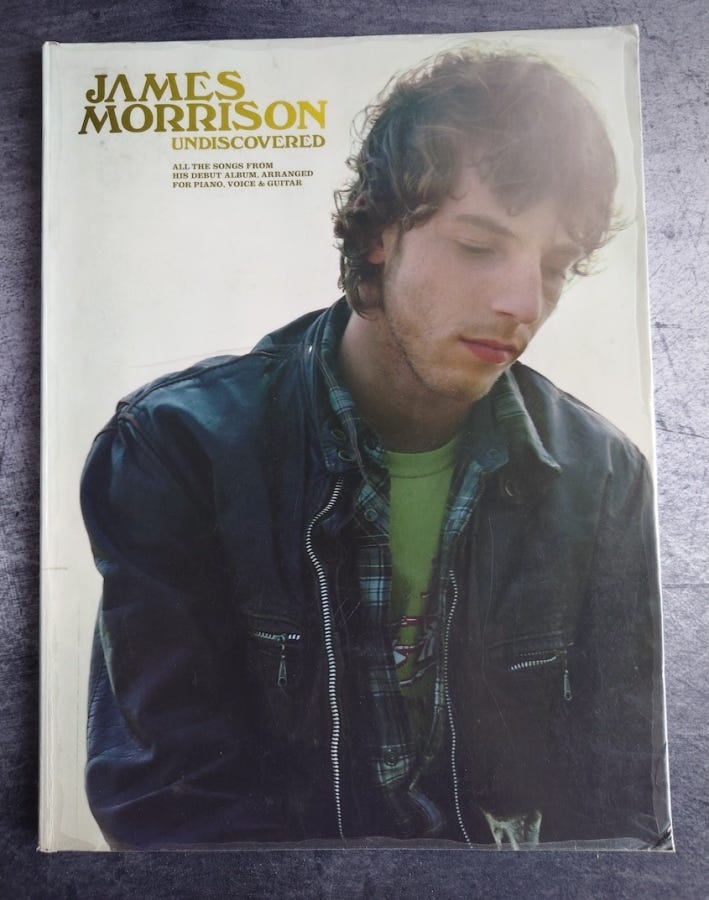 JAMES
MORRISON
UNDISCOVERED
ALL THE SONGS FROM
HIS DEBUT ALBUM, ARRANGED
FOR PIANO, VOICE & GUITAR